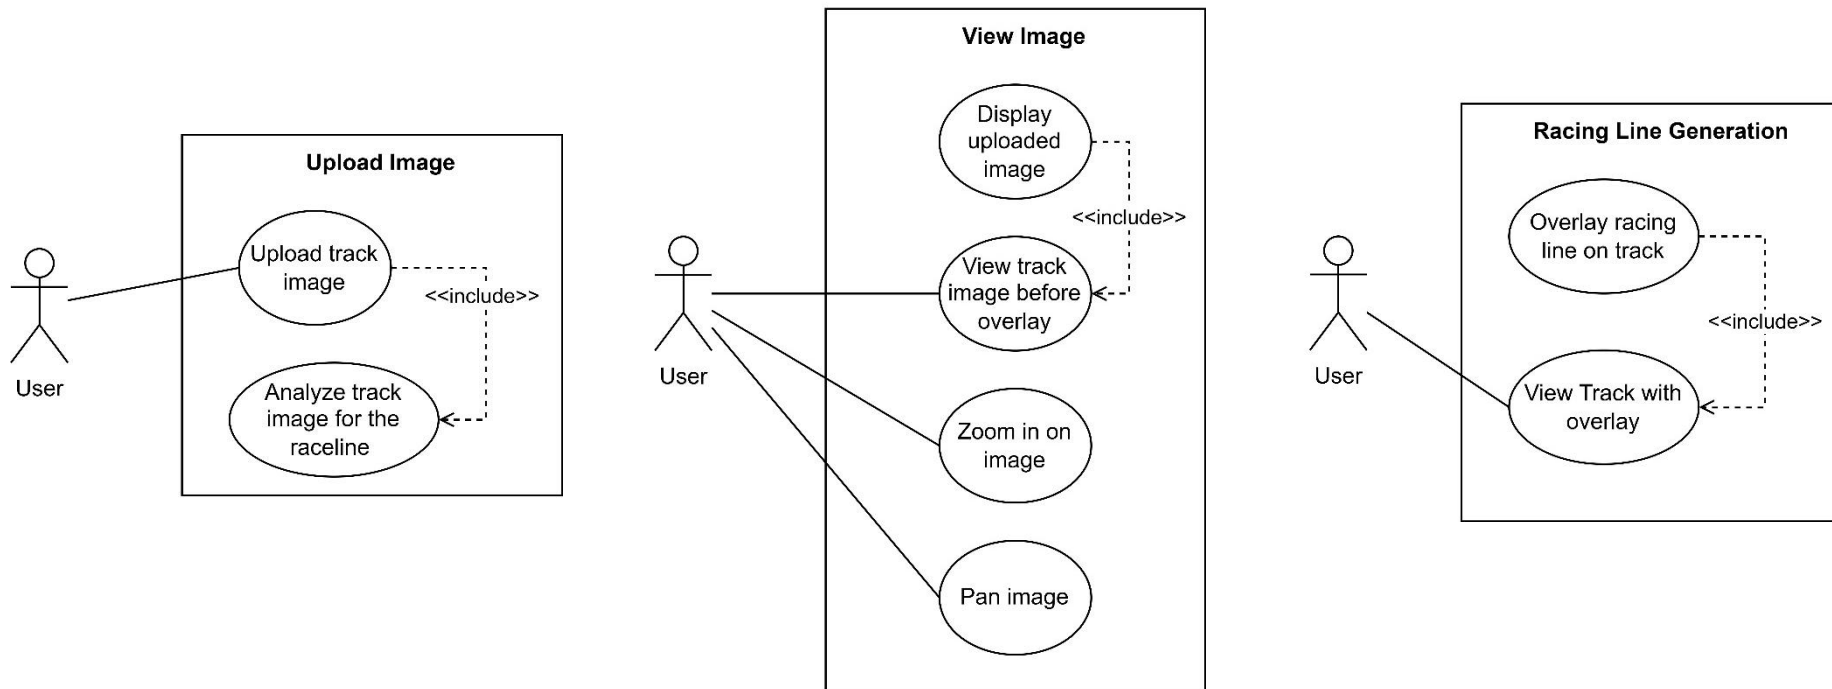 Upload Image
Upload track
image
<<include>>
Analyze track
image for the
raceline
User
View Image
Display
uploaded
image
<<include>>
View track
image before
overlay
User
Zoom in on
image
Pan image
Racing Line Generation
Overlay racing
line on track
<<include>>
View Track with
overlay
User